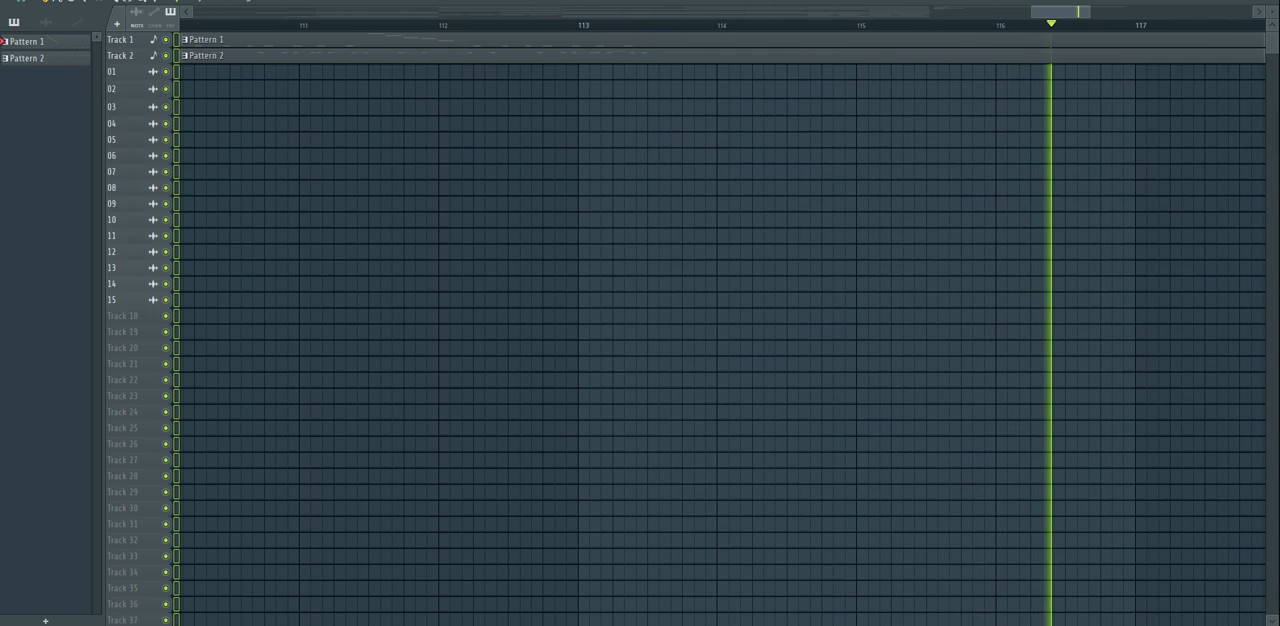 111 112 113 114 115 116 117
NOTE
Pattern 1
Pattern 2
Track 1
Pattern 1
Track 2
Pattern 2
01
02
03
04
05
06
07
08
09
10
11
12
13
14
15
Track 18
Track 19
Track 20
Track 21
Track 22
Track 23
Track 24
Track 25
Track 26
Track 27
Track 28
Track 29
Track 30
Track 31
Track 32
Track 33
Track 34
Track 35
Track 36
Track 37